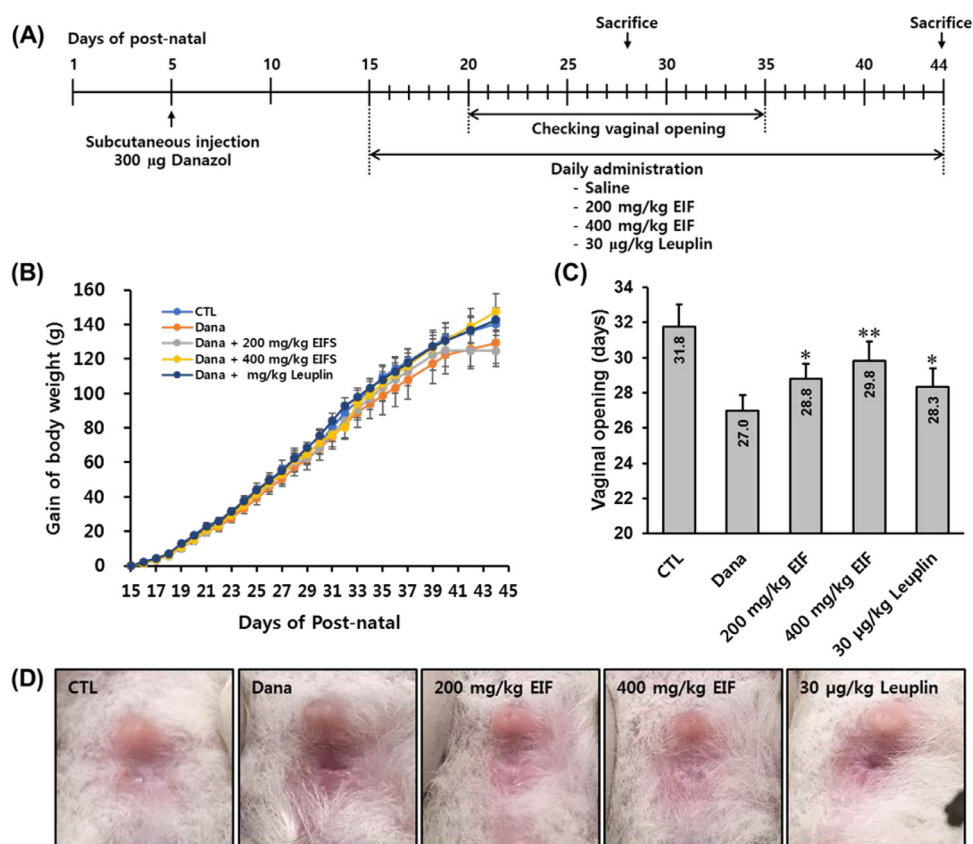 (A)
Days of post-natal
Sacrifice
Sacrifice
1 5 10 15 20 25 30 35 40 44
Subcutaneous injection
300 μg Danazol
Checking vaginal opening
Daily administration
- Saline
- 200 mg/kg EIF
- 400 mg/kg EIF
- 30 μg/kg Leuplin
(B)
Gain of body weight (g)
160
140
120
100
80
60
40
20
0
CTL
Dana
Dana + 200 mg/kg EIFS
Dana + 400 mg/kg EIFS
Dana + mg/kg Leuplin
15 17 19 21 23 25 27 29 31 33 35 37 39 41 43 45
Days of Post-natal
(C)
Vaginal opening (days)
34
32
30
28
26
24
22
20
31.8
27.0
*
28.8
**
29.8
*
28.3
CTL
Dana
200 mg/kg EIF
400 mg/kg EIF
30 μg/kg Leuplin
(D)
CTL
Dana
200 mg/kg EIF
400 mg/kg EIF
30 μg/kg Leuplin